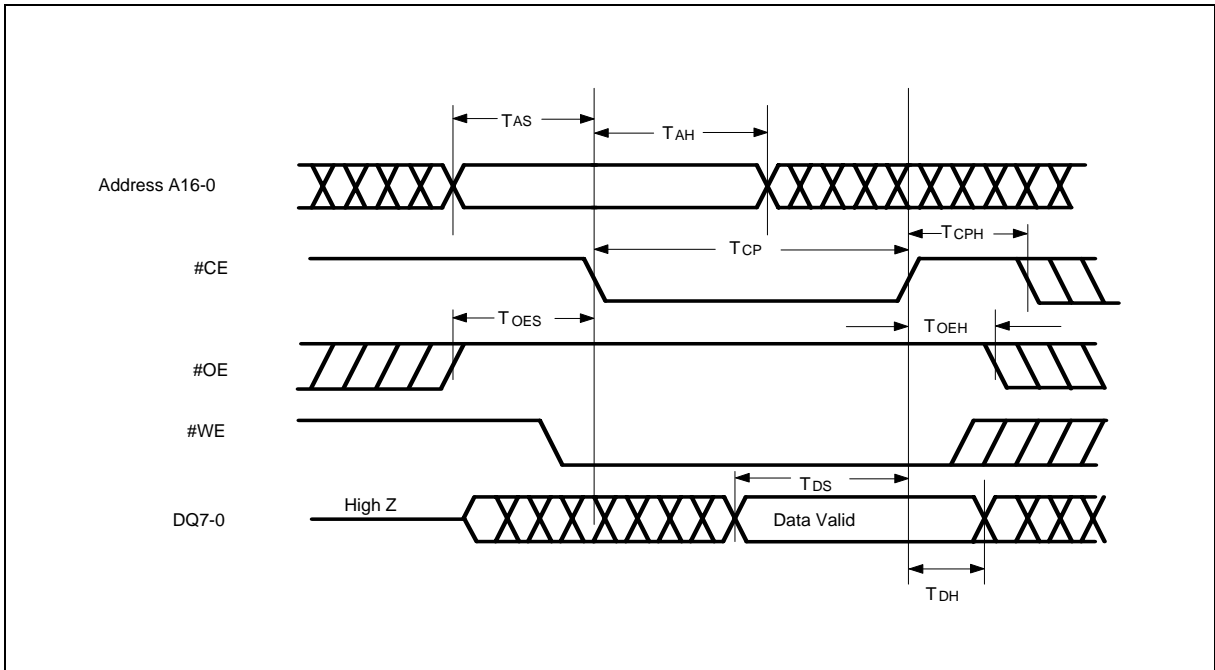 TAS
TAH
Address A16-0
TCPH
TCP
#CE
TOES
TOEH
#OE
#WE
TDS
High Z
DQ7-0
Data Valid
TDH